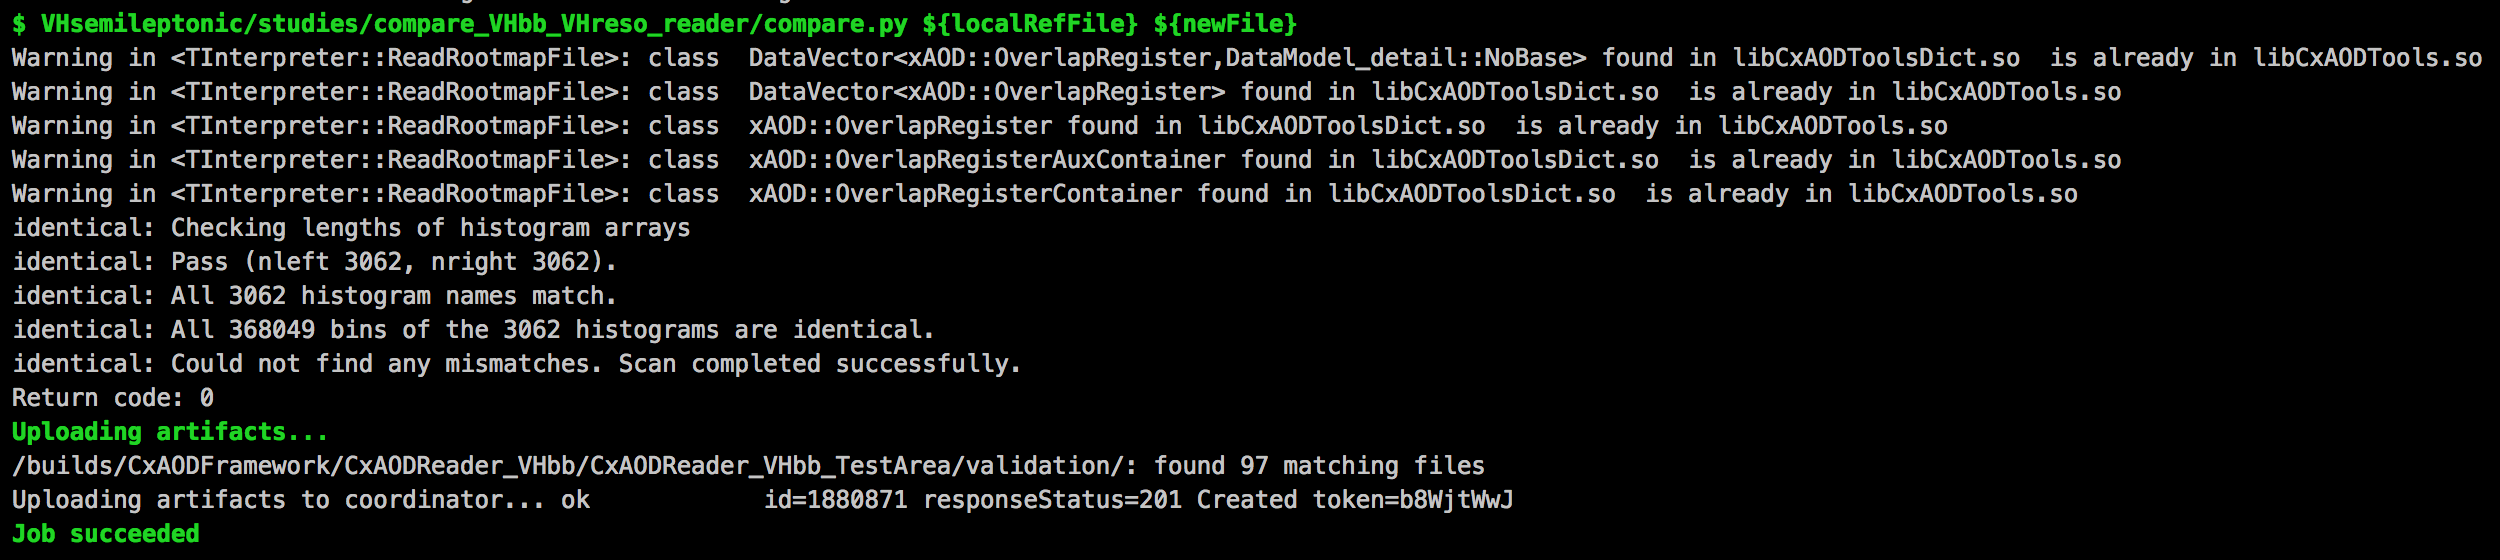 $ VHsemileptonic/studies/compare_VHbb_VHreso_reader/compare.py ${localRefFile} ${newFile}
Warning in <TInterpreter::ReadRootmapFile>: class  DataVector<xAOD::OverlapRegister,DataModel_detail::NoBase> found in libCxAODToolsDict.so  is already in libCxAODTools.so
Warning in <TInterpreter::ReadRootmapFile>: class  DataVector<xAOD::OverlapRegister> found in libCxAODToolsDict.so  is already in libCxAODTools.so
Warning in <TInterpreter::ReadRootmapFile>: class  xAOD::OverlapRegister found in libCxAODToolsDict.so  is already in libCxAODTools.so
Warning in <TInterpreter::ReadRootmapFile>: class  xAOD::OverlapRegisterAuxContainer found in libCxAODToolsDict.so  is already in libCxAODTools.so
Warning in <TInterpreter::ReadRootmapFile>: class  xAOD::OverlapRegisterContainer found in libCxAODToolsDict.so  is already in libCxAODTools.so
identical: Checking lengths of histogram arrays
identical: Pass (nleft 3062, nright 3062).
identical: All 3062 histogram names match.
identical: All 368049 bins of the 3062 histograms are identical.
identical: Could not find any mismatches. Scan completed successfully.
Return code: 0
Uploading artifacts...
/builds/CxAODFramework/CxAODReader_VHbb/CxAODReader_VHbb_TestArea/validation/: found 97 matching files
Uploading artifacts to coordinator... ok            id=1880871 responseStatus=201 Created token=b8WjtWwJ
Job succeeded